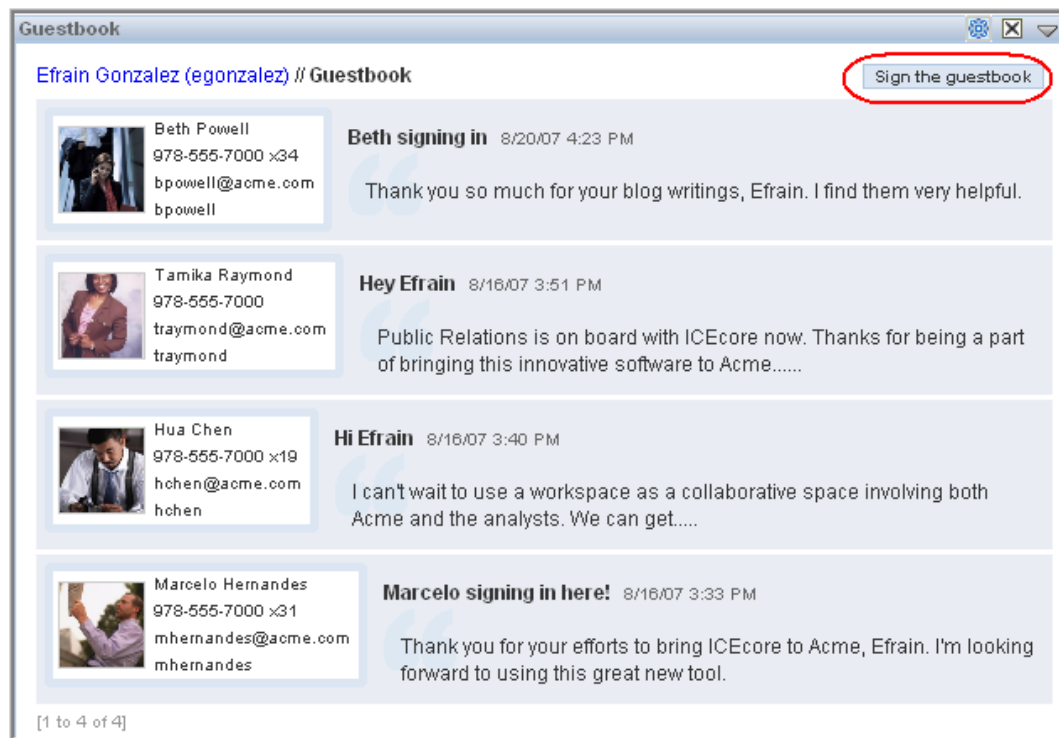 Guestbook
Efrain Gonzalez (egonzalez) // Guestbook
Sign the guestbook
Beth Powell
978-555-7000 x34
bpowell@acme.com
bpowell
Beth signing in 8/20/07 4:23 PM
Thank you so much for your blog writings, Efrain. I find them very helpful.
Tamika Raymond
978-555-7000
traymond@acme.com
traymond
Hey Efrain 8/16/07 3:51 PM
Public Relations is on board with ICEcore now. Thanks for being a part
of bringing this innovative software to Acme......
Hua Chen
978-555-7000 x19
hchen@acme.com
hchen
Hi Efrain 8/16/07 3:40 PM
I can't wait to use a workspace as a collaborative space involving both
Acme and the analysts. We can get.....
Marcelo Hernandes
978-555-7000 x31
mhernandes@acme.com
mhernandes
Marcelo signing in here! 8/16/07 3:33 PM
Thank you for your efforts to bring ICEcore to Acme, Efrain. I'm looking
forward to using this great new tool.
[1 to 4 of 4]